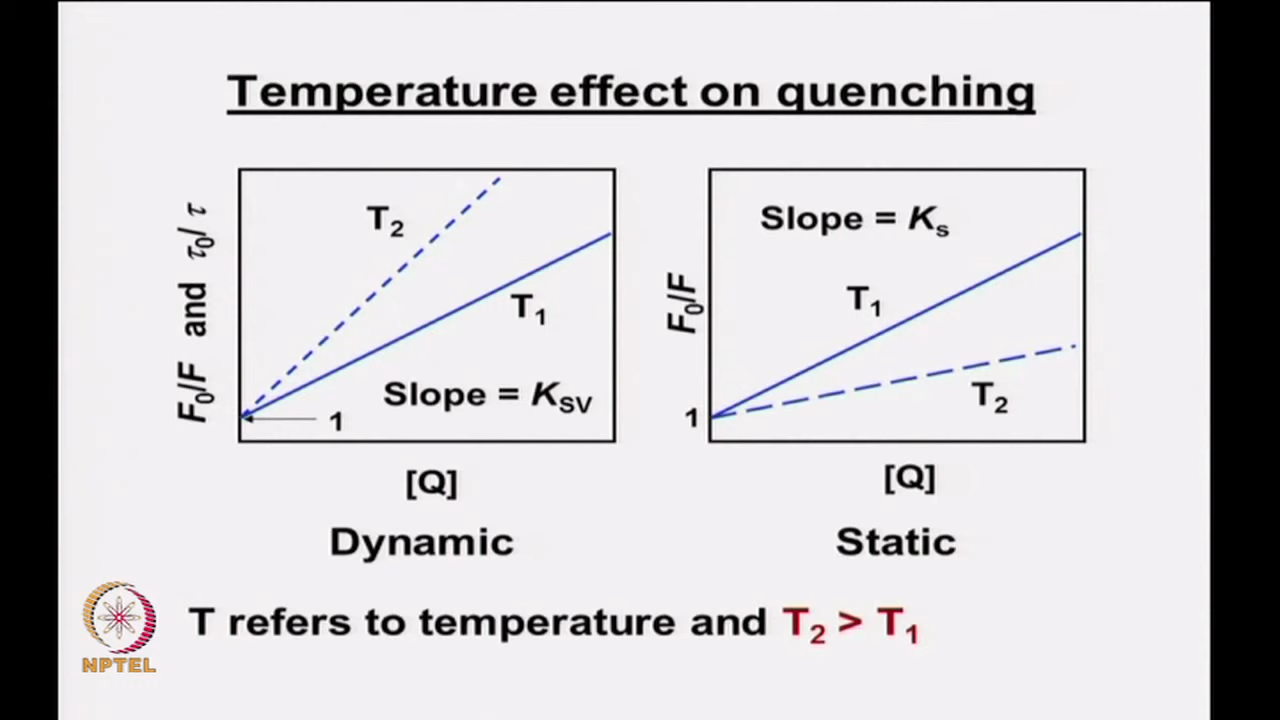 Temperature effect on quenching
F₀/F and τ₀/ τ
T₂
T₁
Slope = K_SV
1
[Q]
Dynamic
F₀/F
Slope = Kₛ
T₁
T₂
1
[Q]
Static
T refers to temperature and T₂ > T₁
NPTEL